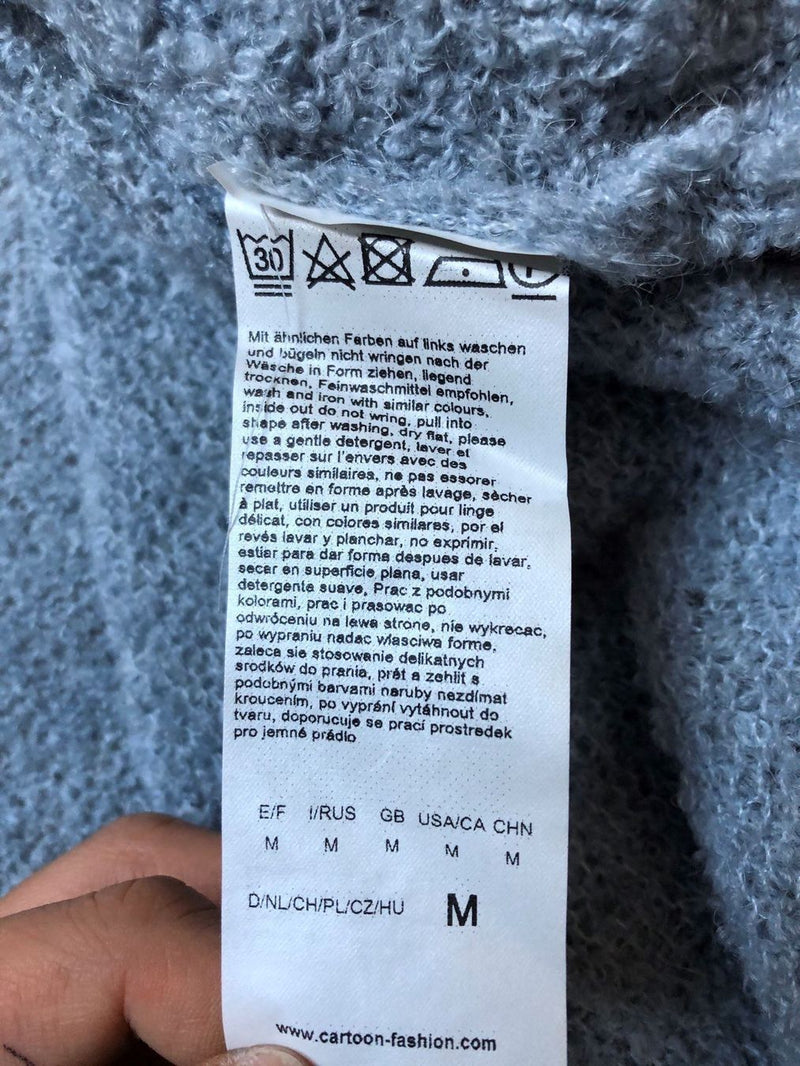 30
Mit ähnlichen Farben auf links waschen
und bügeln nicht wringen nach der
Wäsche in Form ziehen, liegend
trocknen, Feinwaschmittel empfohlen,
wash and iron with similar colours,
inside out do not wring, pull into
shape after washing, dry flat, please
use a gentle detergent, laver et
repasser sur l'envers avec des
couleurs similaires, ne pas essorer
remettre en forme après lavage, sècher
à plat, utiliser un produit pour linge
délicat, con colores similares, por el
revés lavar y planchar, no exprimir,
estiar para dar forma despues de lavar,
secar en superficie plana, usar
detergente suave, Prac z podobnymi
kolorami, prac i prasowac po
odwróceniu na lewa strone, nie wykrecac,
po wypraniu nadac wlasciwa forme,
zaleca sie stosowanie delikatnych
srodków do prania, prát a zehlit s
podobnými barvami naruby nezdímat
kroucením, po vyprání vytáhnout do
tvaru, doporucuje se prací prostredek
pro jemné prádlo
E/F I/RUS GB USA/CA CHN
M M M M M
D/NL/CH/PL/CZ/HU M
www.cartoon-fashion.com